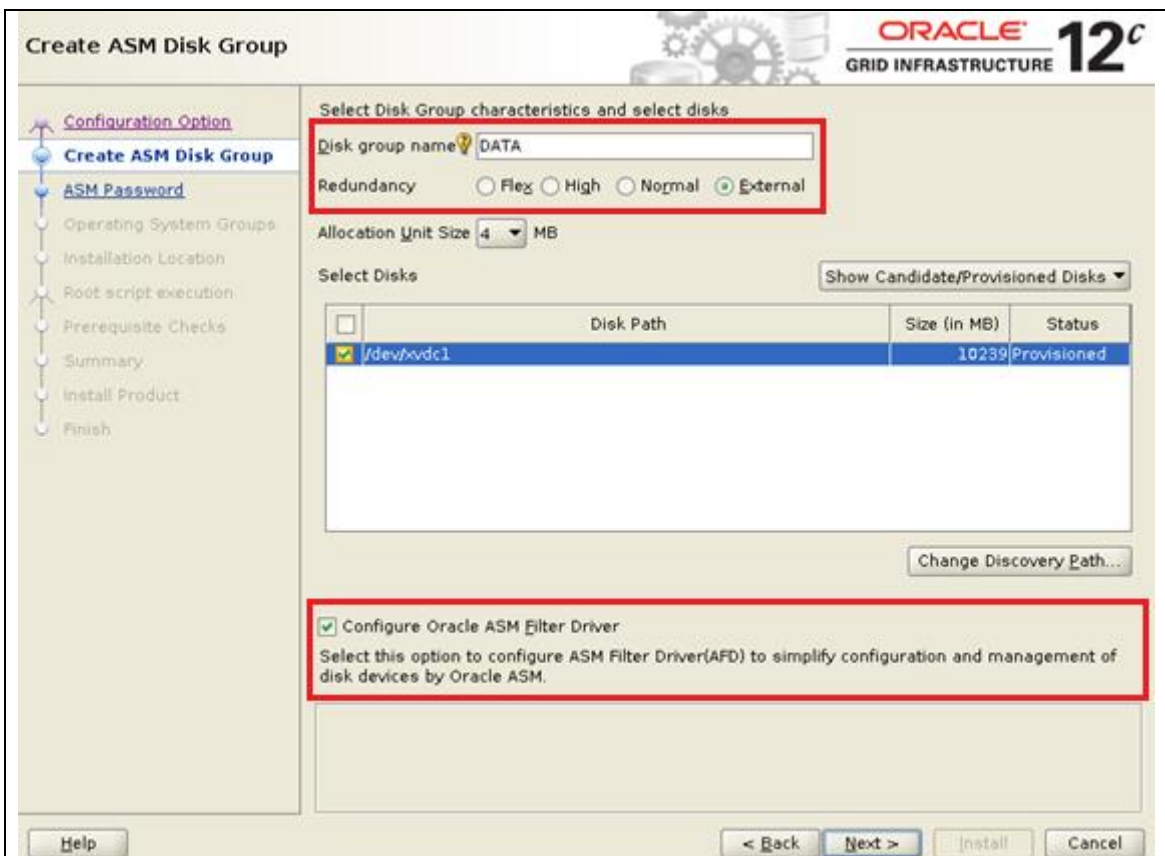 Create ASM Disk Group
ORACLE®
GRID INFRASTRUCTURE
12c
Configuration Option
Create ASM Disk Group
ASM Password
Operating System Groups
Installation Location
Root script execution
Prerequisite Checks
Summary
Install Product
Finish
Select Disk Group characteristics and select disks
Disk group name DATA
Redundancy Flex High Normal External
Allocation Unit Size 4 MB
Select Disks Show Candidate/Provisioned Disks
Disk Path Size (in MB) Status
/dev/xvdc1 10239 Provisioned
Change Discovery Path...
Configure Oracle ASM Filter Driver
Select this option to configure ASM Filter Driver(AFD) to simplify configuration and management of
disk devices by Oracle ASM.
Help < Back Next > Install Cancel